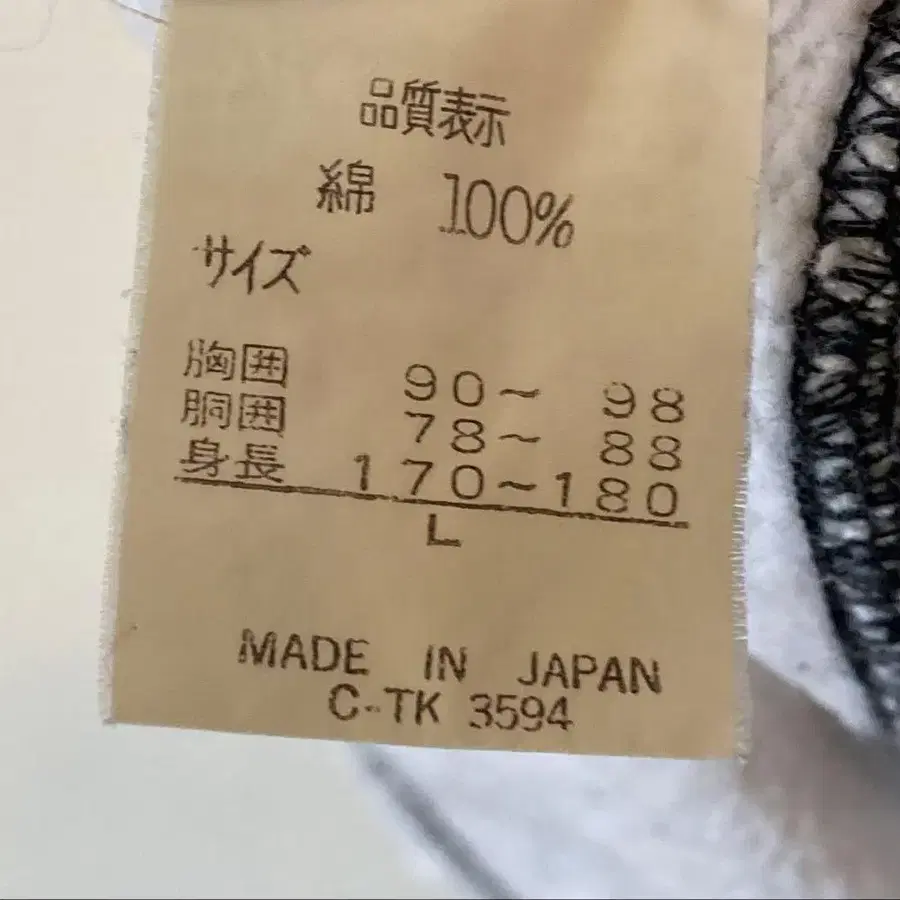 品質表示
綿 100%
サイズ
胸囲 90~ 98
胴囲 78~ 88
身長 170~180
L
MADE IN JAPAN
C-TK 3594